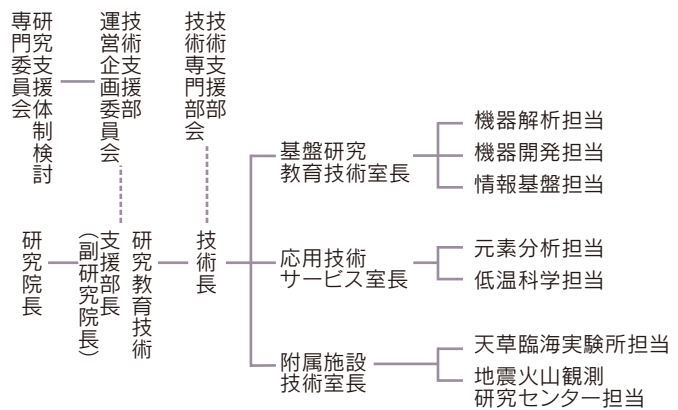 研究支援体制検討
専門委員会
技術支援部
運営企画委員会
技術支援部
技術専門部会
研究院長
研究教育技術
支援部長
（副研究院長）
技術長
基盤研究
教育技術室長
機器解析担当
機器開発担当
情報基盤担当
応用技術
サービス室長
元素分析担当
低温科学担当
附属施設
技術室長
天草臨海実験所担当
地震火山観測
研究センター担当